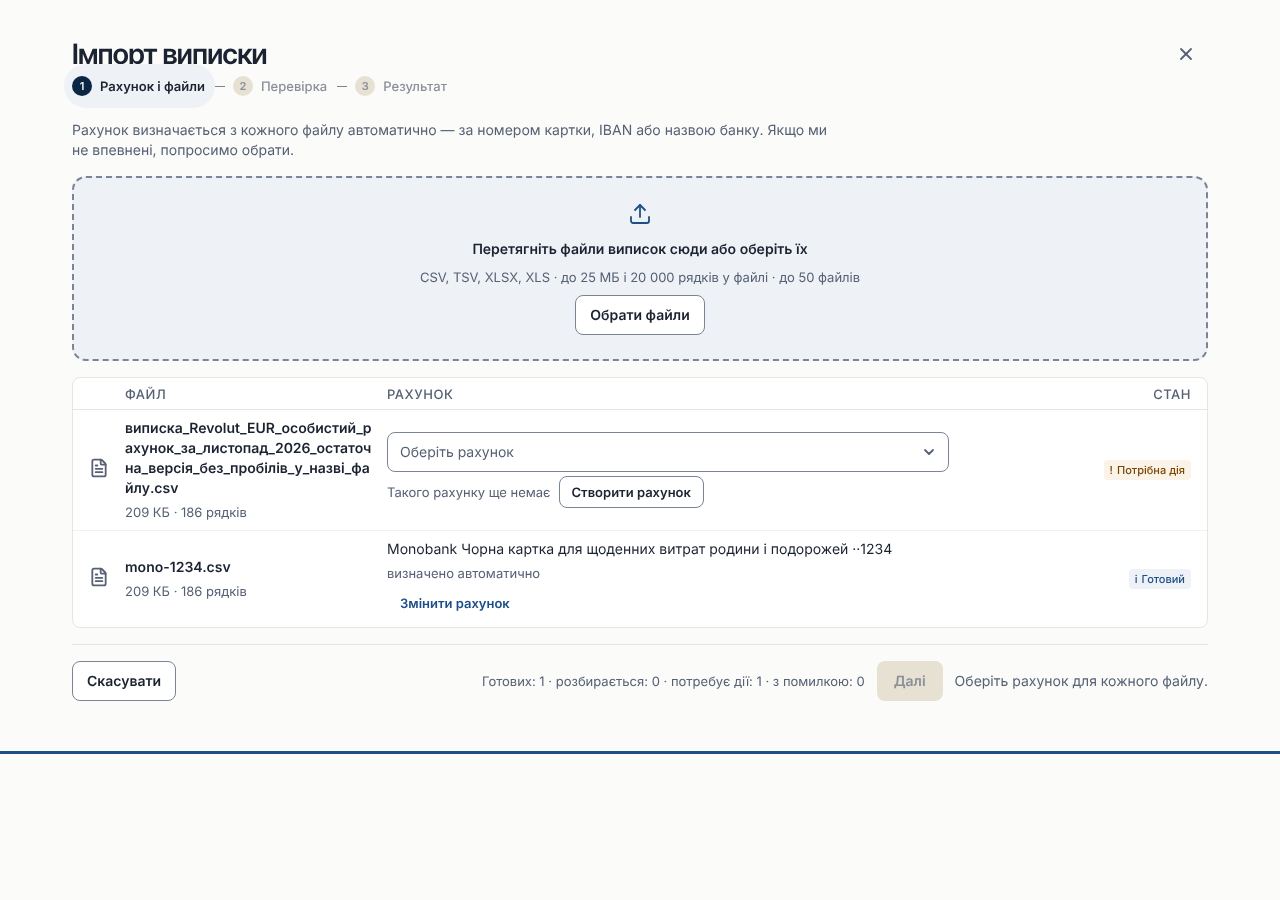 Імпорт виписки
1 Рахунок і файли — 2 Перевірка — 3 Результат
Рахунок визначається з кожного файлу автоматично — за номером картки, IBAN або назвою банку. Якщо ми
не впевнені, попросимо обрати.
Перетягніть файли виписок сюди або оберіть їх
CSV, TSV, XLSX, XLS · до 25 МБ і 20 000 рядків у файлі · до 50 файлів
Обрати файли
ФАЙЛ РАХУНОК СТАН
виписка_Revolut_EUR_особистий_р
ахунок_за_листопад_2026_остаточ
на_версія_без_пробілів_у_назві_фа
йлу.csv
209 КБ · 186 рядків
Оберіть рахунок
Такого рахунку ще немає Створити рахунок
! Потрібна дія
mono-1234.csv
209 КБ · 186 рядків
Monobank Чорна картка для щоденних витрат родини і подорожей ··1234
визначено автоматично
Змінити рахунок
i Готовий
Скасувати
Готових: 1 · розбирається: 0 · потребує дії: 1 · з помилкою: 0
Далі
Оберіть рахунок для кожного файлу.